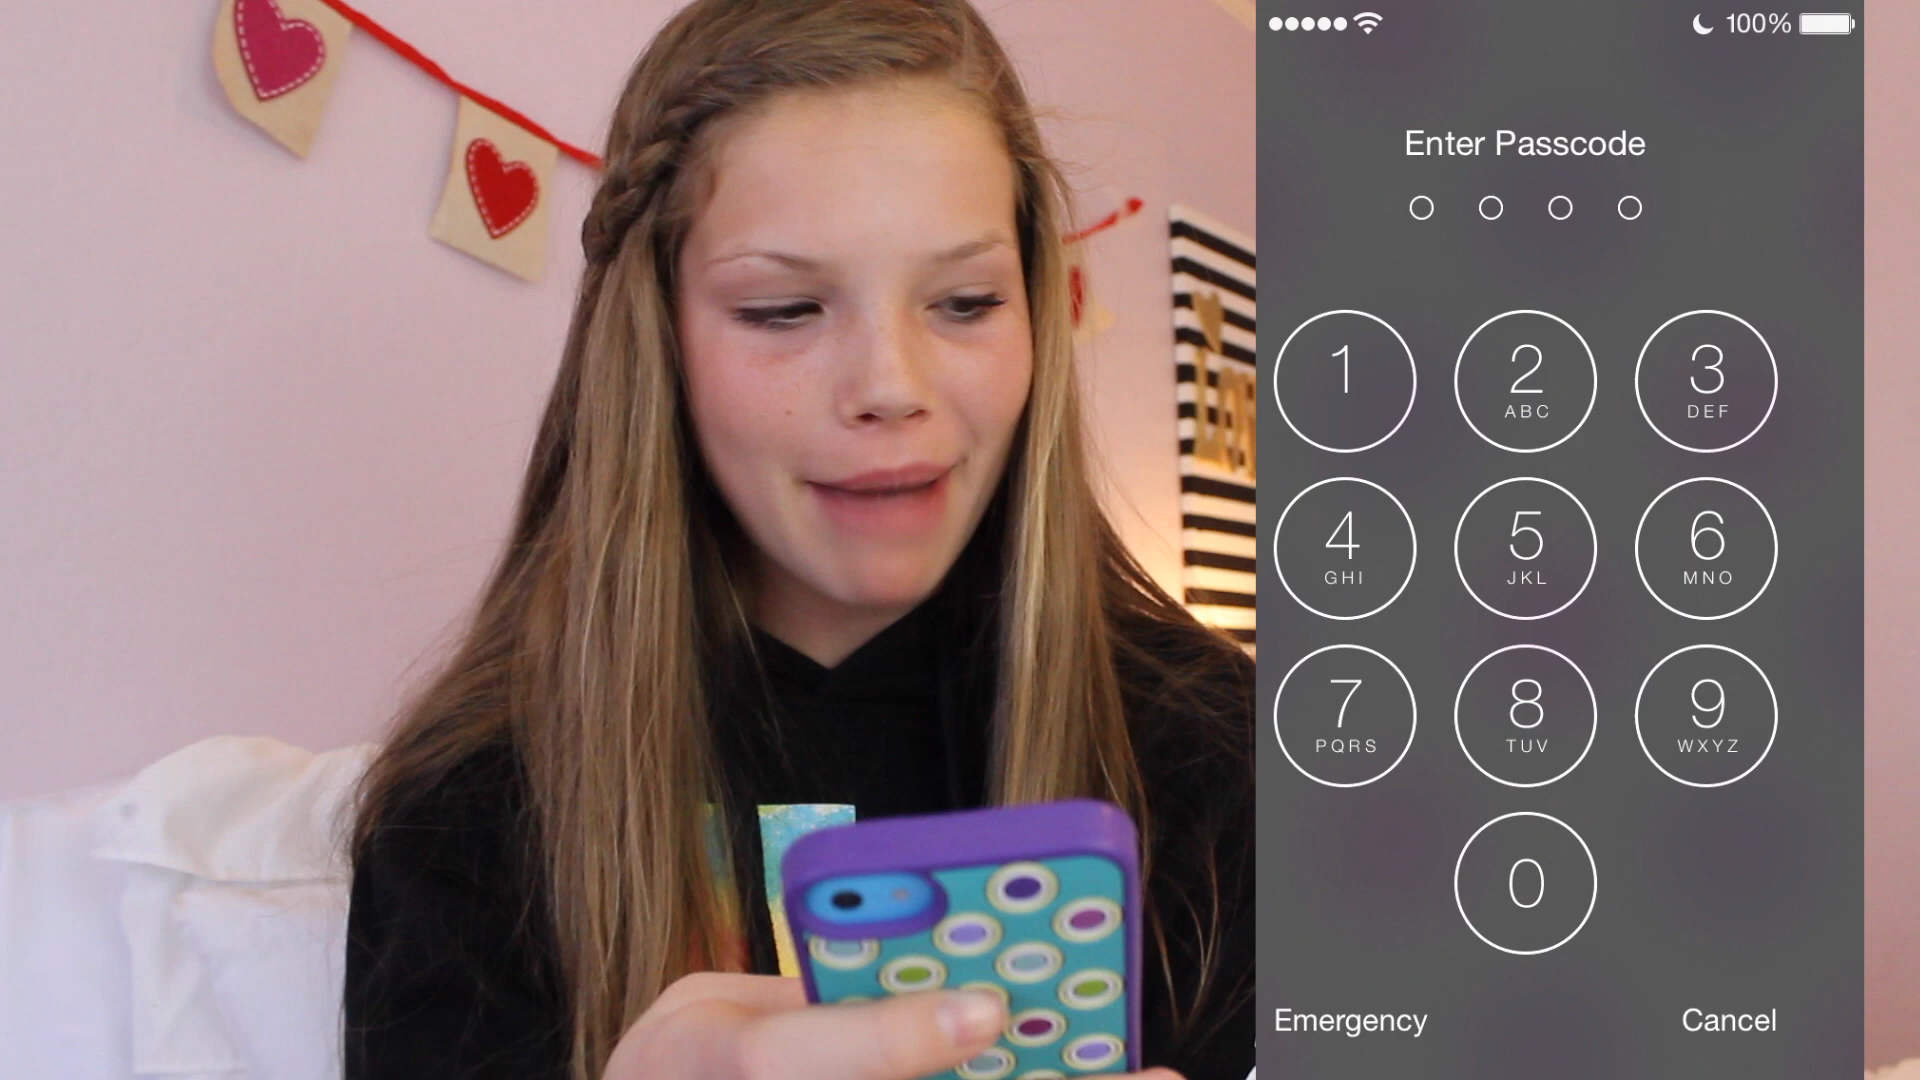 100%
Enter Passcode
1
2
ABC
3
DEF
4
GHI
5
JKL
6
MNO
7
PQRS
8
TUV
9
WXYZ
0
Emergency
Cancel